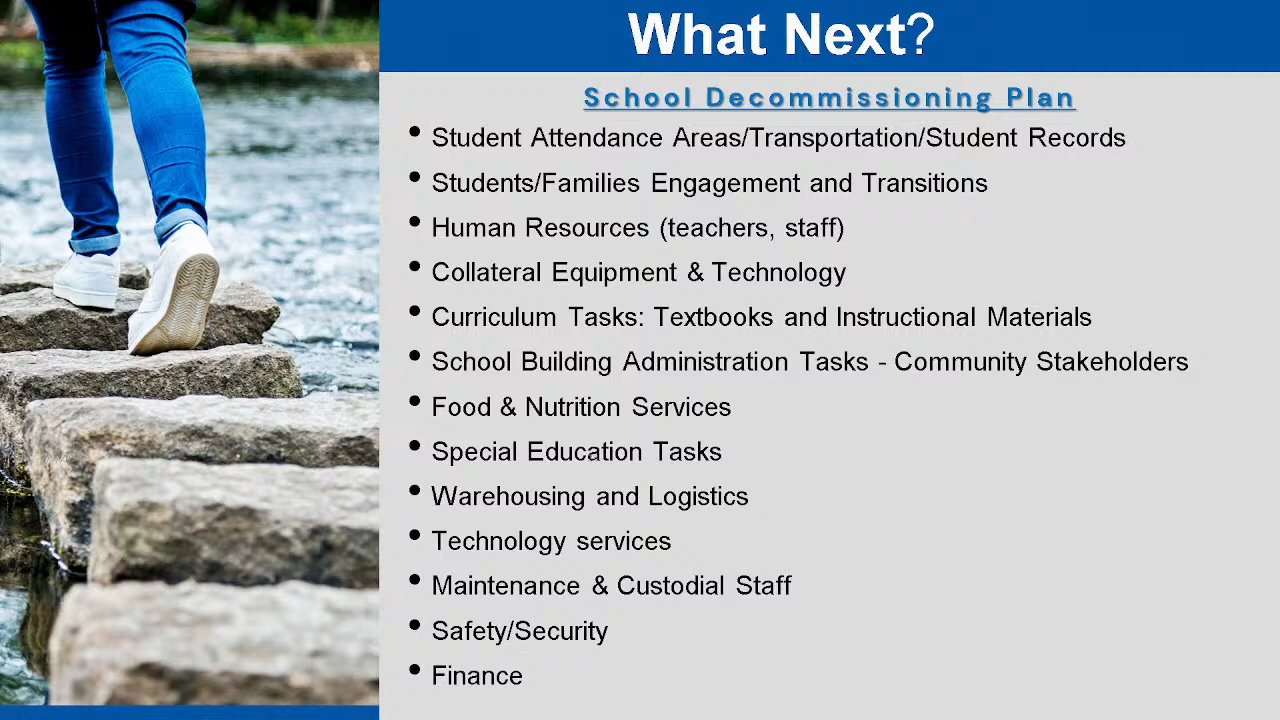 What Next?
School Decommissioning Plan
• Student Attendance Areas/Transportation/Student Records
• Students/Families Engagement and Transitions
• Human Resources (teachers, staff)
• Collateral Equipment & Technology
• Curriculum Tasks: Textbooks and Instructional Materials
• School Building Administration Tasks - Community Stakeholders
• Food & Nutrition Services
• Special Education Tasks
• Warehousing and Logistics
• Technology services
• Maintenance & Custodial Staff
• Safety/Security
• Finance